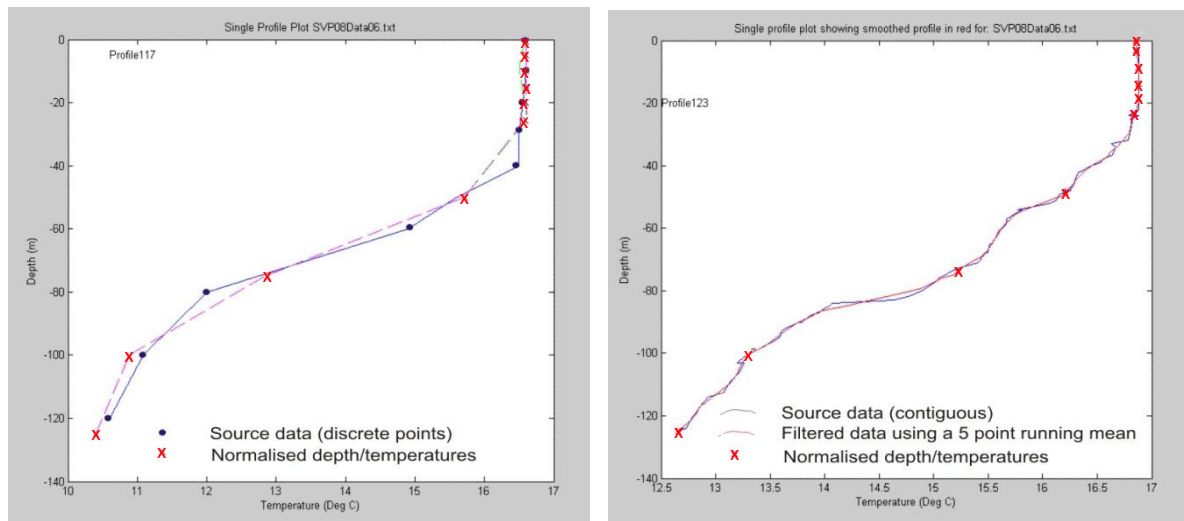 Single Profile Plot SVP08Data06.txt
Profile117
0
-20
-40
-60
-80
-100
-120
-140
Depth (m)
10 11 12 13 14 15 16 17
Temperature (Deg C)
Source data (discrete points)
X Normalised depth/temperatures
Single profile plot showing smoothed profile in red for: SVP08Data06.txt
Profile123
0
-20
-40
-60
-80
-100
-120
-140
Depth (m)
12.5 13 13.5 14 14.5 15 15.5 16 16.5 17
Temperature (Deg C)
Source data (contiguous)
Filtered data using a 5 point running mean
X Normalised depth/temperatures